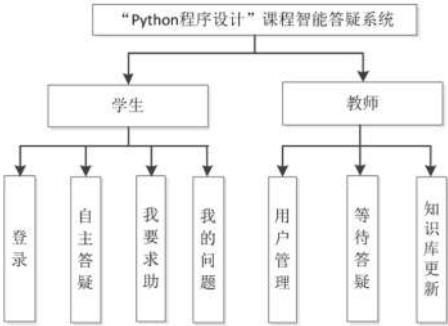 “Python程序设计”课程智能答疑系统
学生
教师
登录
自主答疑
我要求助
我的问题
用户管理
等待答疑
知识库更新